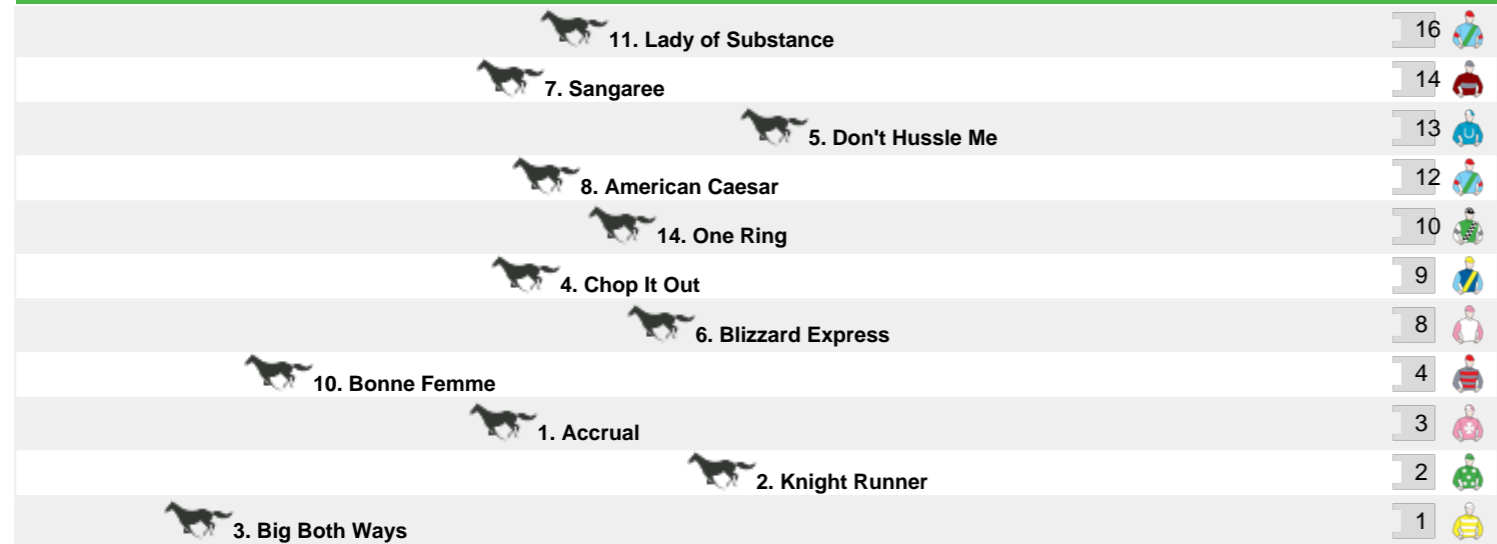 11. Lady of Substance 16
7. Sangaree 14
5. Don't Hussle Me 13
8. American Caesar 12
14. One Ring 10
4. Chop It Out 9
6. Blizzard Express 8
10. Bonne Femme 4
1. Accrual 3
2. Knight Runner 2
3. Big Both Ways 1